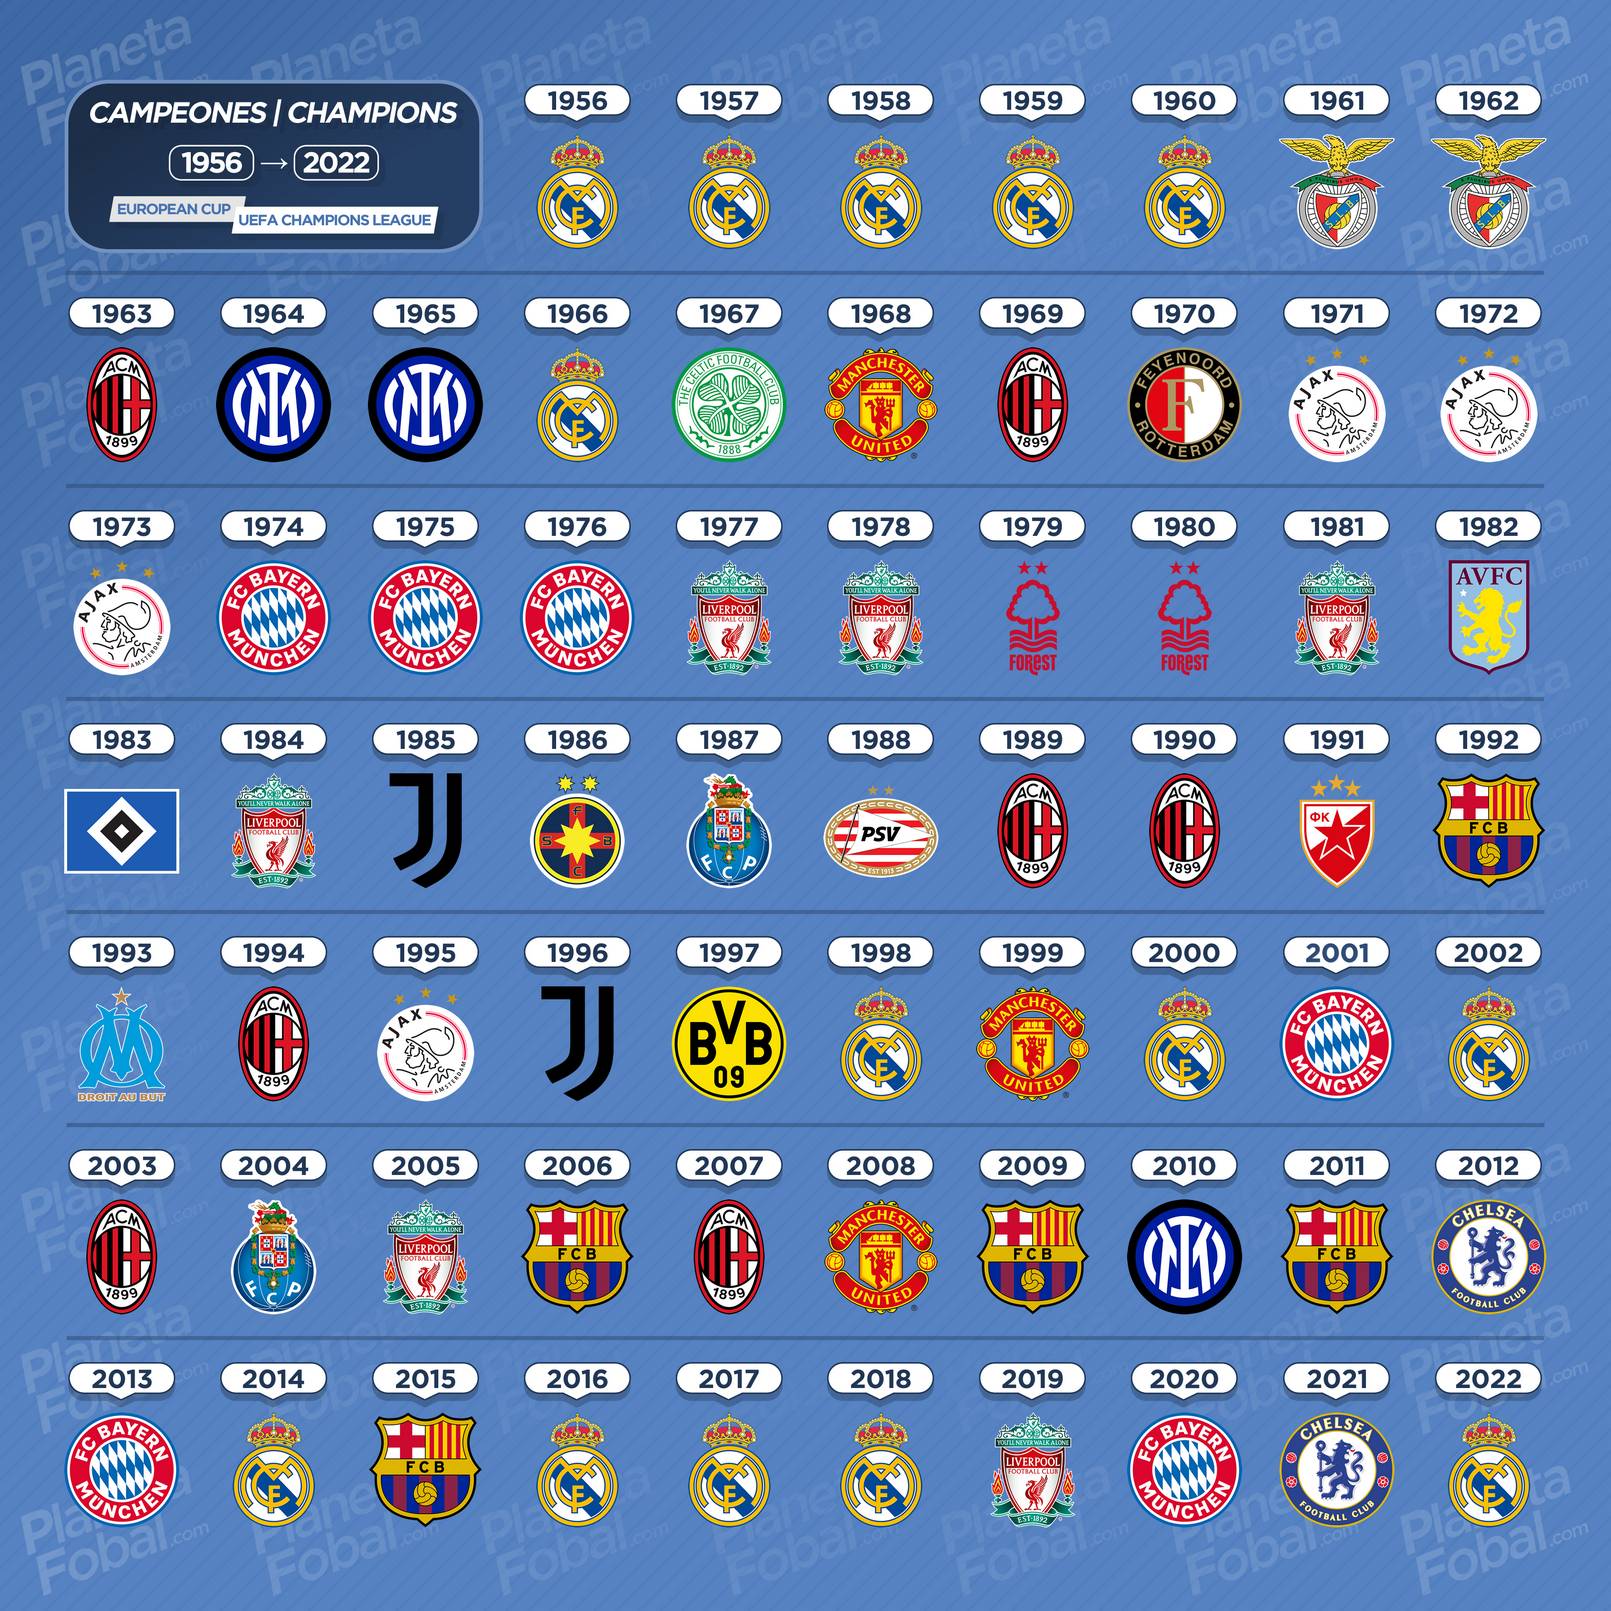 CAMPEONES | CHAMPIONS
1956 → 2022
EUROPEAN CUP
UEFA CHAMPIONS LEAGUE
1956 1957 1958 1959 1960 1961 1962
1963 1964 1965 1966 1967 1968 1969 1970 1971 1972
ACM
1899
THE CELTIC FOOTBALL CLUB
1888
MANCHESTER
UNITED
ACM
1899
FEYENOORD
F
ROTTERDAM
AJAX
AMSTERDAM
AJAX
AMSTERDAM
1973 1974 1975 1976 1977 1978 1979 1980 1981 1982
AJAX
AMSTERDAM
FC BAYERN
MÜNCHEN
FC BAYERN
MÜNCHEN
FC BAYERN
MÜNCHEN
YOU'LL NEVER WALK ALONE
LIVERPOOL
FOOTBALL CLUB
EST·1892
YOU'LL NEVER WALK ALONE
LIVERPOOL
FOOTBALL CLUB
EST·1892
FOREST
FOREST
YOU'LL NEVER WALK ALONE
LIVERPOOL
FOOTBALL CLUB
EST·1892
AVFC
1983 1984 1985 1986 1987 1988 1989 1990 1991 1992
YOU'LL NEVER WALK ALONE
LIVERPOOL
FOOTBALL CLUB
EST·1892
F
S B
C
F C P
PSV
EST 1913
ACM
1899
ACM
1899
ФК
FCB
1993 1994 1995 1996 1997 1998 1999 2000 2001 2002
DROIT AU BUT
ACM
1899
AJAX
AMSTERDAM
BVB
09
MANCHESTER
UNITED
FC BAYERN
MÜNCHEN
2003 2004 2005 2006 2007 2008 2009 2010 2011 2012
ACM
1899
F C P
YOU'LL NEVER WALK ALONE
LIVERPOOL
FOOTBALL CLUB
EST·1892
FCB
ACM
1899
MANCHESTER
UNITED
FCB
FCB
CHELSEA
FOOTBALL CLUB
2013 2014 2015 2016 2017 2018 2019 2020 2021 2022
FC BAYERN
MÜNCHEN
FCB
YOU'LL NEVER WALK ALONE
LIVERPOOL
FOOTBALL CLUB
EST·1892
FC BAYERN
MÜNCHEN
CHELSEA
FOOTBALL CLUB
Planeta
Fobal.com